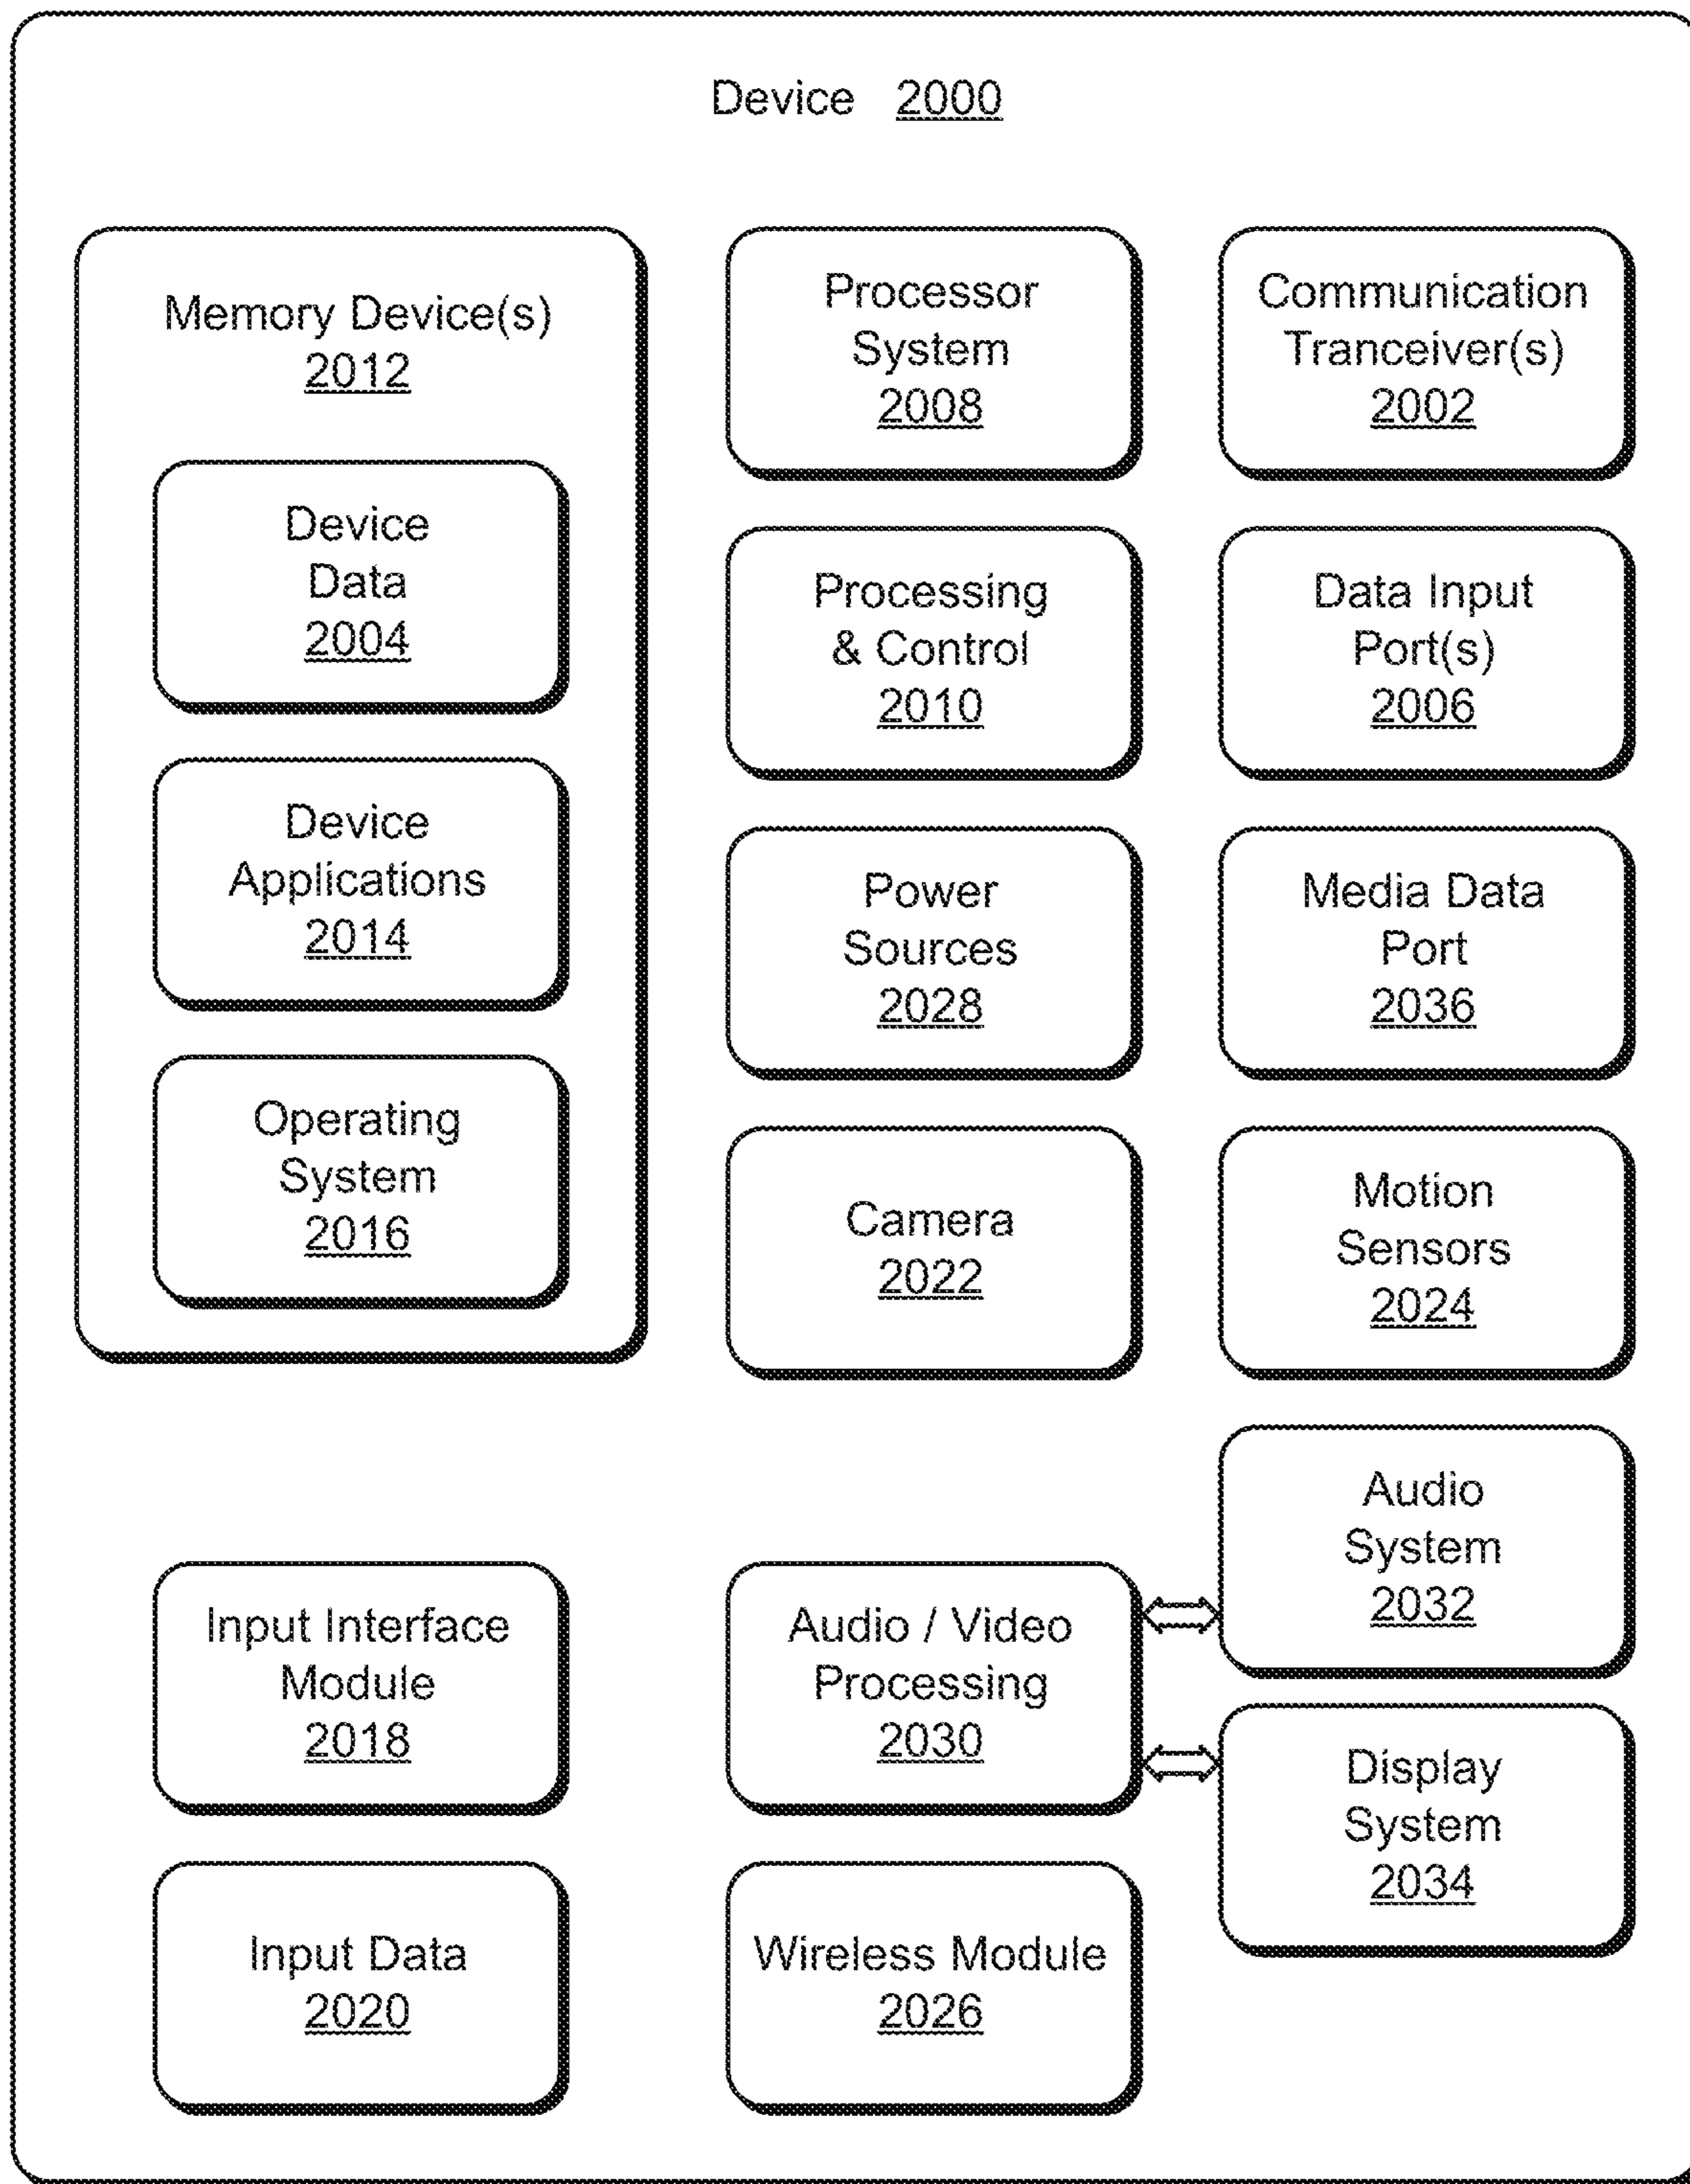 Device 2000
Memory Device(s)
2012
Device
Data
2004
Device
Applications
2014
Operating
System
2016
Processor
System
2008
Communication
Tranceiver(s)
2002
Processing
& Control
2010
Data Input
Port(s)
2006
Power
Sources
2028
Media Data
Port
2036
Camera
2022
Motion
Sensors
2024
Input Interface
Module
2018
Audio / Video
Processing
2030
Audio
System
2032
Display
System
2034
Input Data
2020
Wireless Module
2026